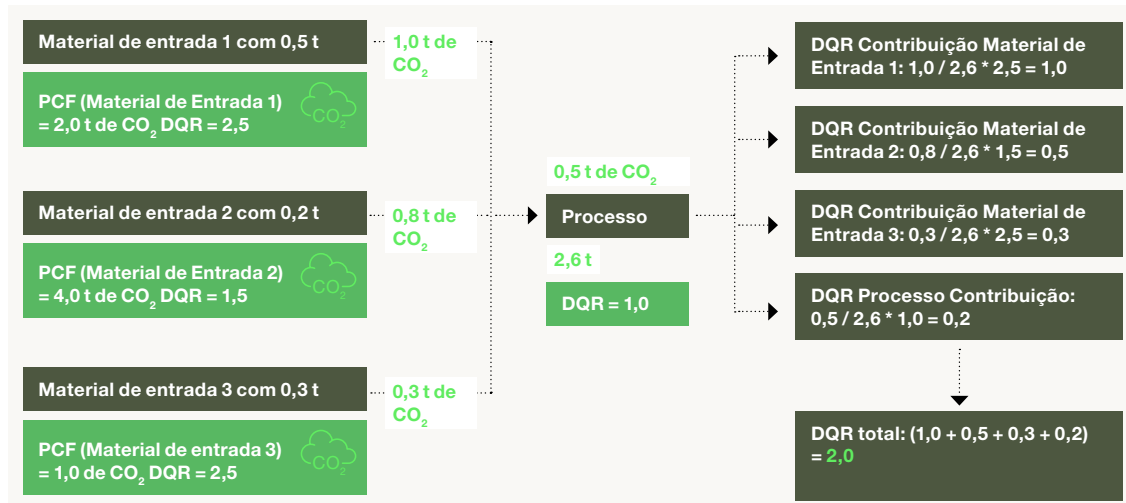 Material de entrada 1 com 0,5 t
PCF (Material de Entrada 1)
= 2,0 t de CO₂ DQR = 2,5
CO₂
1,0 t de
CO₂
Material de entrada 2 com 0,2 t
PCF (Material de Entrada 2)
= 4,0 t de CO₂ DQR = 1,5
CO₂
0,8 t de
CO₂
Material de entrada 3 com 0,3 t
PCF (Material de entrada 3)
= 1,0 de CO₂ DQR = 2,5
CO₂
0,3 t de
CO₂
0,5 t de CO₂
Processo
2,6 t
DQR = 1,0
DQR Contribuição Material de
Entrada 1: 1,0 / 2,6 * 2,5 = 1,0
DQR Contribuição Material de
Entrada 2: 0,8 / 2,6 * 1,5 = 0,5
DQR Contribuição Material de
Entrada 3: 0,3 / 2,6 * 2,5 = 0,3
DQR Processo Contribuição:
0,5 / 2,6 * 1,0 = 0,2
DQR total: (1,0 + 0,5 + 0,3 + 0,2)
= 2,0